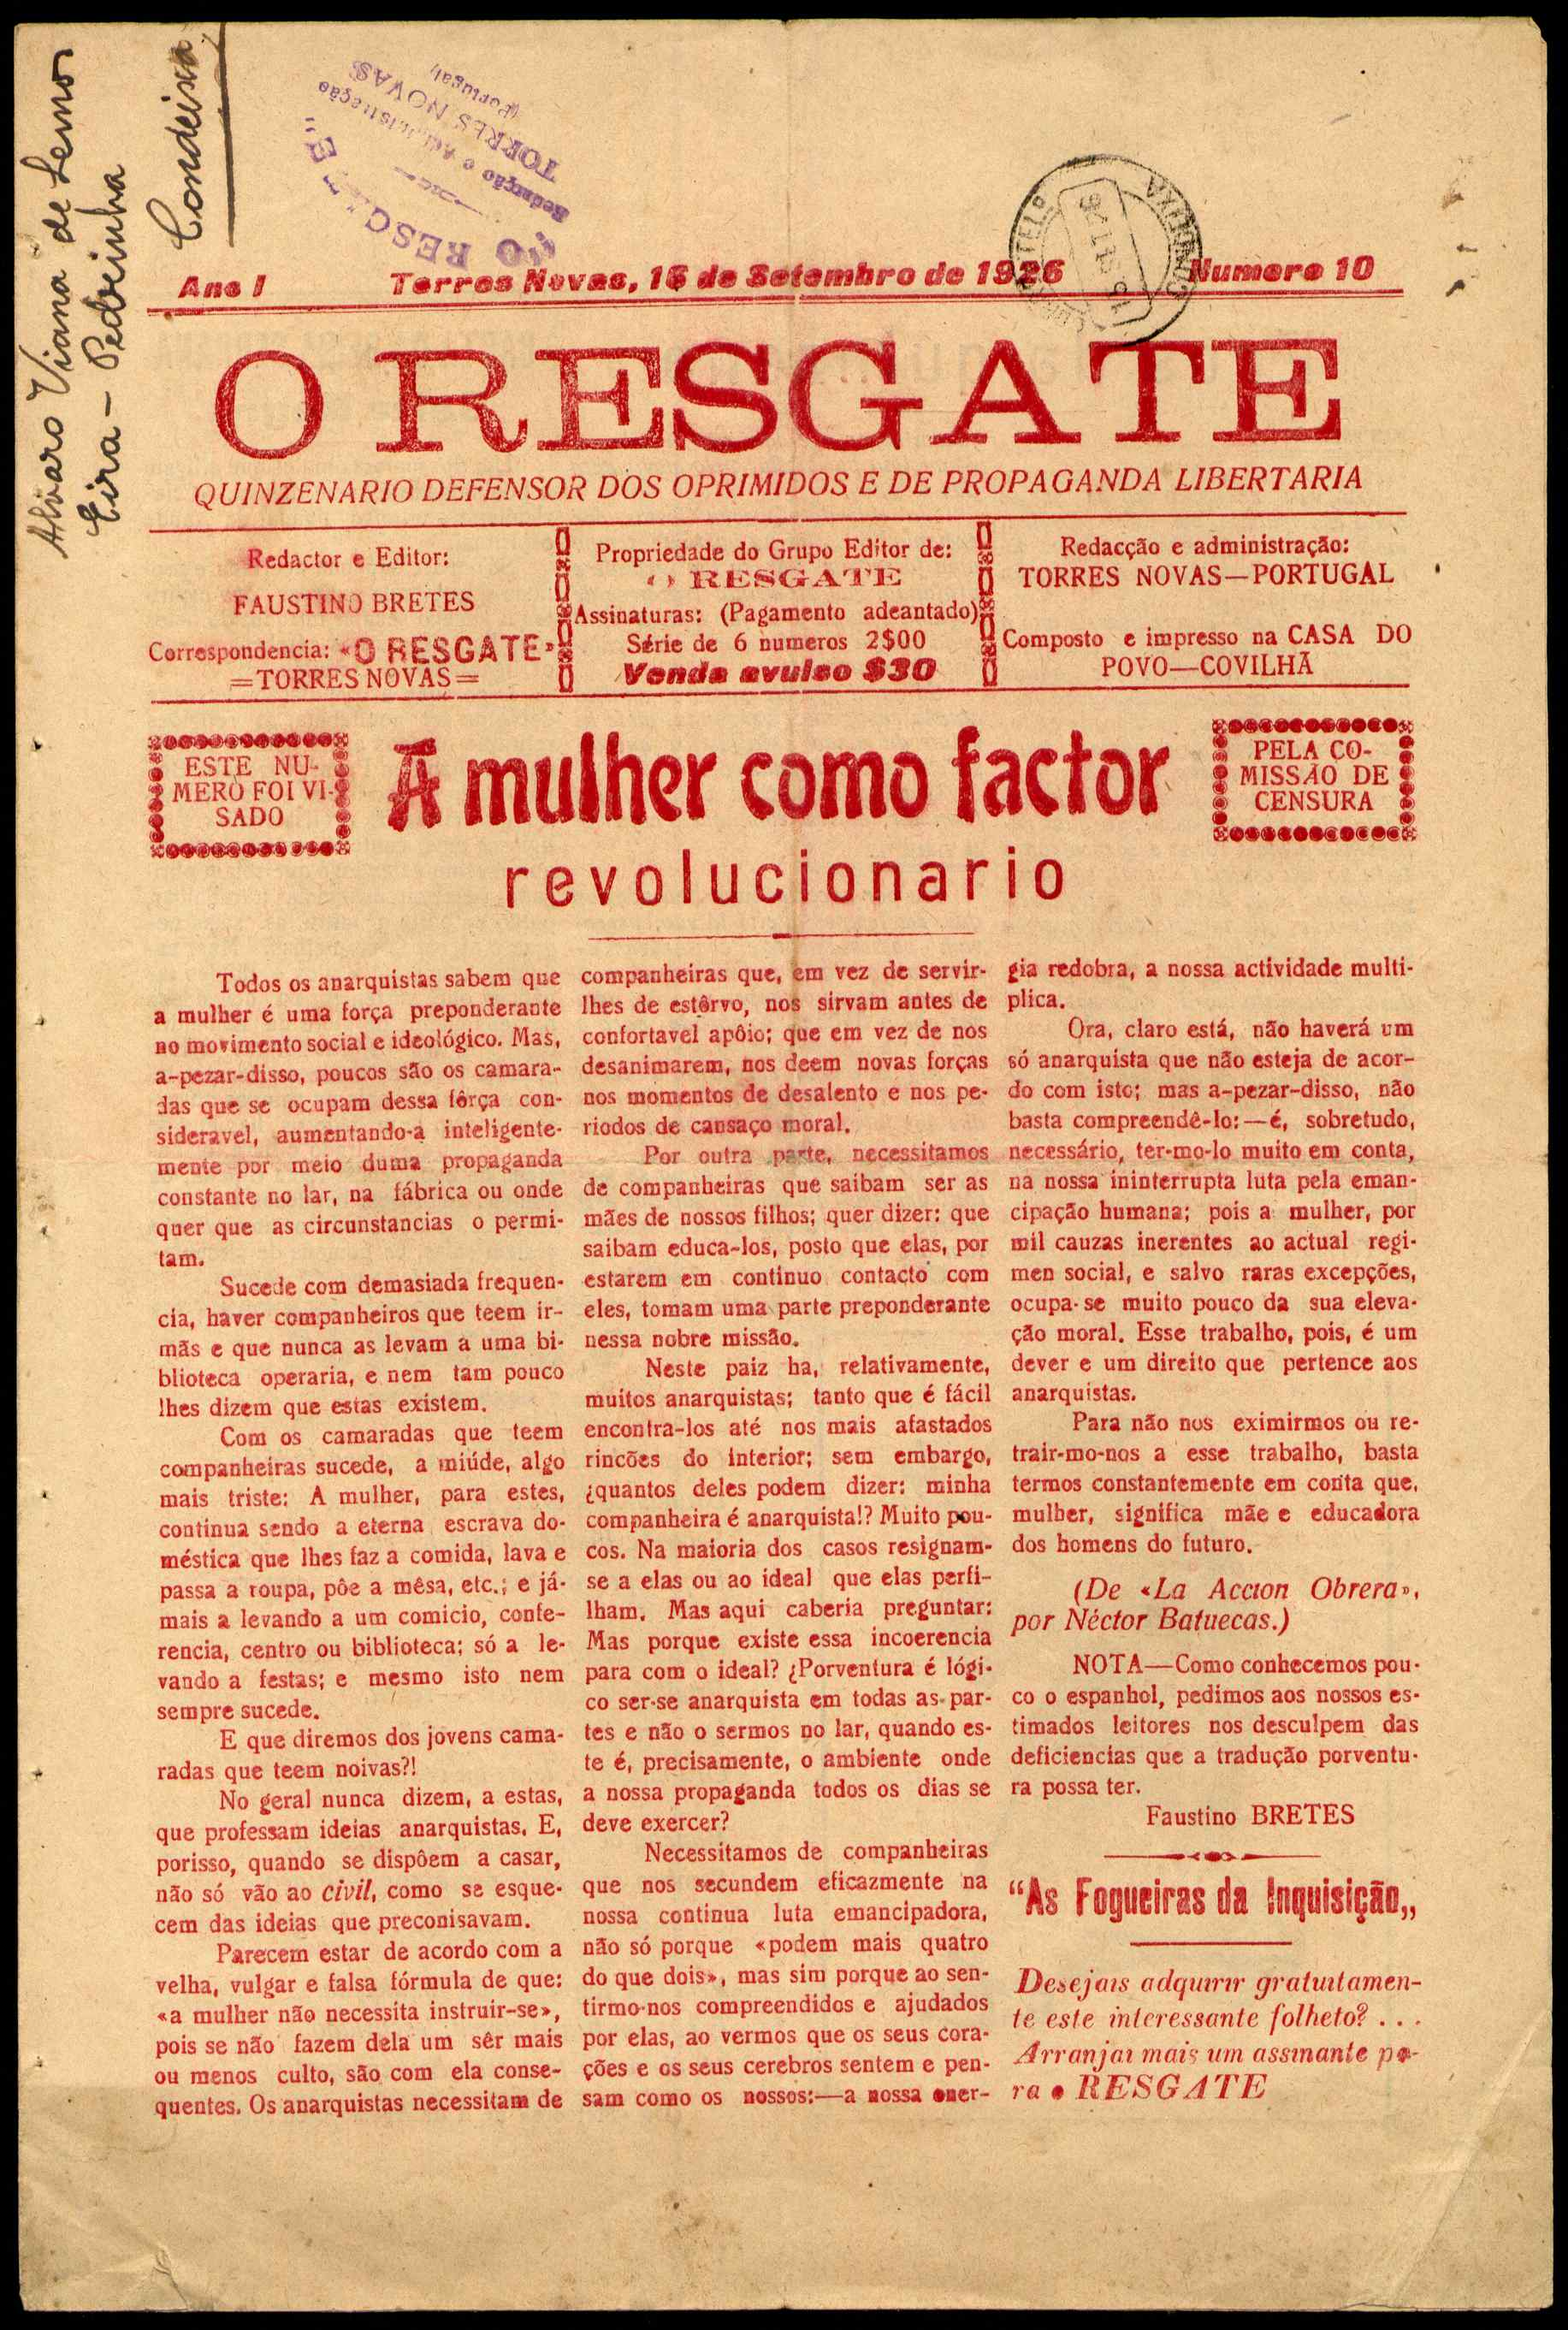 Alvaro Viana de Lemos
Eira - Pedrinha
Condeixa
"O RESGATE"
Redacção e Administração
TORRES NOVAS
(Portugal)
Ano I
Torres Novas, 15 de Setembro de 1926
Numero 10
O RESGATE
QUINZENARIO DEFENSOR DOS OPRIMIDOS E DE PROPAGANDA LIBERTARIA
Redactor e Editor:
FAUSTINO BRETES
Correspondencia: «O RESGATE»
=TORRES NOVAS=
Propriedade do Grupo Editor de:
O RESGATE
Assinaturas: (Pagamento adeantado)
Série de 6 numeros 2$00
Venda avulso $30
Redacção e administração:
TORRES NOVAS—PORTUGAL
Composto e impresso na CASA DO
POVO—COVILHÃ
ESTE NU-
MERO FOI VI-
SADO
A mulher como factor
revolucionario
PELA CO-
MISSÃO DE
CENSURA
Todos os anarquistas sabem que
a mulher é uma força preponderante
no movimento social e ideológico. Mas,
a-pezar-disso, poucos são os camara-
das que se ocupam dessa fôrça con-
sideravel, aumentando-a inteligente-
mente por meio duma propaganda
constante no lar, na fábrica ou onde
quer que as circunstancias o permi-
tam.
Sucede com demasiada frequen-
cia, haver companheiros que teem ir-
mãs e que nunca as levam a uma bi-
blioteca operaria, e nem tam pouco
lhes dizem que estas existem.
Com os camaradas que teem
companheiras sucede, a miúde, algo
mais triste: A mulher, para estes,
continua sendo a eterna escrava do-
méstica que lhes faz a comida, lava e
passa a roupa, pôe a mêsa, etc.; e já-
mais a levando a um comicio, confe-
rencia, centro ou biblioteca; só a le-
vando a festas; e mesmo isto nem
sempre sucede.
E que diremos dos jovens cama-
radas que teem noivas?!
No geral nunca dizem, a estas,
que professam ideias anarquistas. E,
porisso, quando se dispôem a casar,
não só vão ao civil, como se esque-
cem das ideias que preconisavam.
Parecem estar de acordo com a
velha, vulgar e falsa fórmula de que:
«a mulher não necessita instruir-se»,
pois se não fazem dela um sêr mais
ou menos culto, são com ela conse-
quentes. Os anarquistas necessitam de
companheiras que, em vez de servir-
lhes de estôrvo, nos sirvam antes de
confortavel apôio; que em vez de nos
desanimarem, nos deem novas forças
nos momentos de desalento e nos pe-
riodos de cansaço moral.
Por outra parte, necessitamos
de companheiras que saibam ser as
mães de nossos filhos; quer dizer: que
saibam educa-los, posto que elas, por
estarem em continuo contacto com
eles, tomam uma parte preponderante
nessa nobre missão.
Neste paiz ha, relativamente,
muitos anarquistas; tanto que é fácil
encontra-los até nos mais afastados
rincões do interior; sem embargo,
¿quantos deles podem dizer: minha
companheira é anarquista!? Muito pou-
cos. Na maioria dos casos resignam-
se a elas ou ao ideal que elas perfi-
lham. Mas aqui caberia preguntar:
Mas porque existe essa incoerencia
para com o ideal? ¿Porventura é lógi-
co ser-se anarquista em todas as par-
tes e não o sermos no lar, quando es-
te é, precisamente, o ambiente onde
a nossa propaganda todos os dias se
deve exercer?
Necessitamos de companheiras
que nos secundem eficazmente na
nossa continua luta emancipadora,
não só porque «podem mais quatro
do que dois», mas sim porque ao sen-
tirmo-nos compreendidos e ajudados
por elas, ao vermos que os seus cora-
ções e os seus cerebros sentem e pen-
sam como os nossos:—a nossa ener-
gia redobra, a nossa actividade multi-
plica.
Ora, claro está, não haverá um
só anarquista que não esteja de acor-
do com isto; mas a-pezar-disso, não
basta compreendê-lo:—é, sobretudo,
necessário, ter-mo-lo muito em conta,
na nossa ininterrupta luta pela eman-
cipação humana; pois a mulher, por
mil cauzas inerentes ao actual regi-
men social, e salvo raras excepções,
ocupa-se muito pouco da sua eleva-
ção moral. Esse trabalho, pois, é um
dever e um direito que pertence aos
anarquistas.
Para não nos eximirmos ou re-
trair-mo-nos a esse trabalho, basta
termos constantemente em conta que,
mulher, significa mãe e educadora
dos homens do futuro.
(De «La Accion Obrera»,
por Néctor Batuecas.)
NOTA—Como conhecemos pou-
co o espanhol, pedimos aos nossos es-
timados leitores nos desculpem das
deficiencias que a tradução porventu-
ra possa ter.
Faustino BRETES
"As Fogueiras da Inquisição„
Desejais adquirir gratuitamen-
te este interessante folheto? . . .
Arranjai mais um assinante pa-
ra o RESGATE